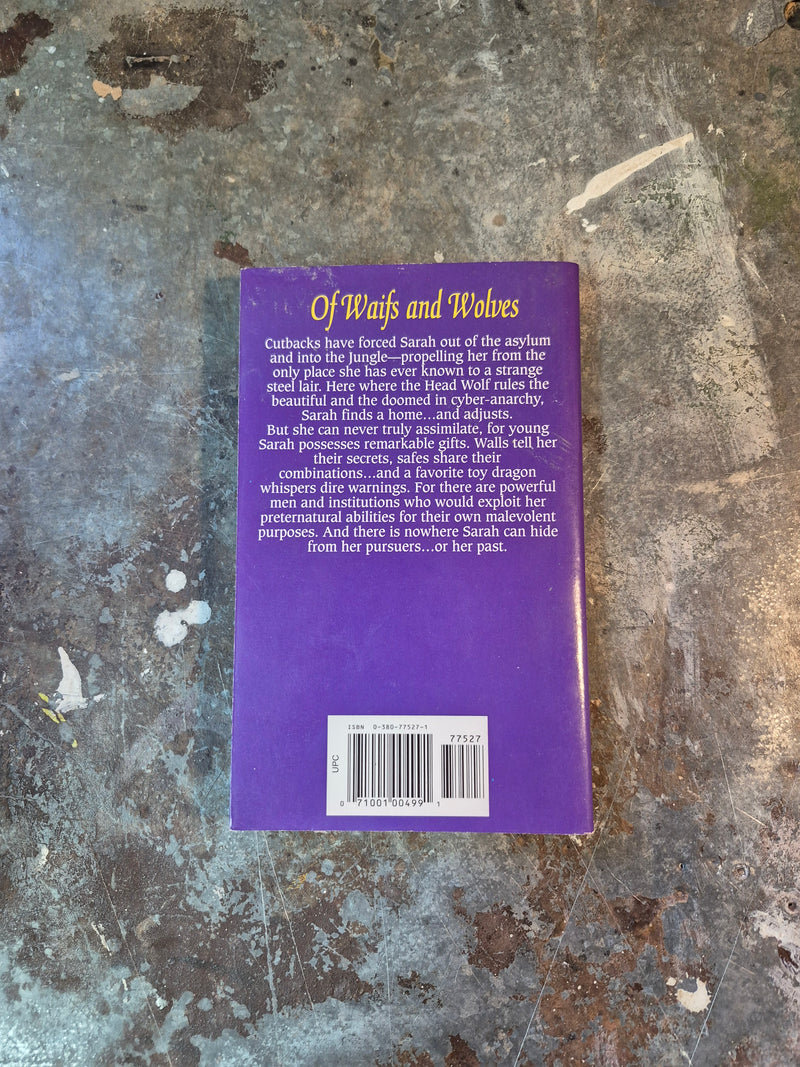 Of Waifs and Wolves
Cutbacks have forced Sarah out of the asylum
and into the Jungle—propelling her from the
only place she has ever known to a strange
steel lair. Here where the Head Wolf rules the
beautiful and the doomed in cyber-anarchy,
Sarah finds a home...and adjusts.
But she can never truly assimilate, for young
Sarah possesses remarkable gifts. Walls tell her
their secrets, safes share their
combinations...and a favorite toy dragon
whispers dire warnings. For there are powerful
men and institutions who would exploit her
preternatural abilities for their own malevolent
purposes. And there is nowhere Sarah can hide
from her pursuers...or her past.
ISBN 0-380-77527-1
77527
UPC
0 71001 00499 1